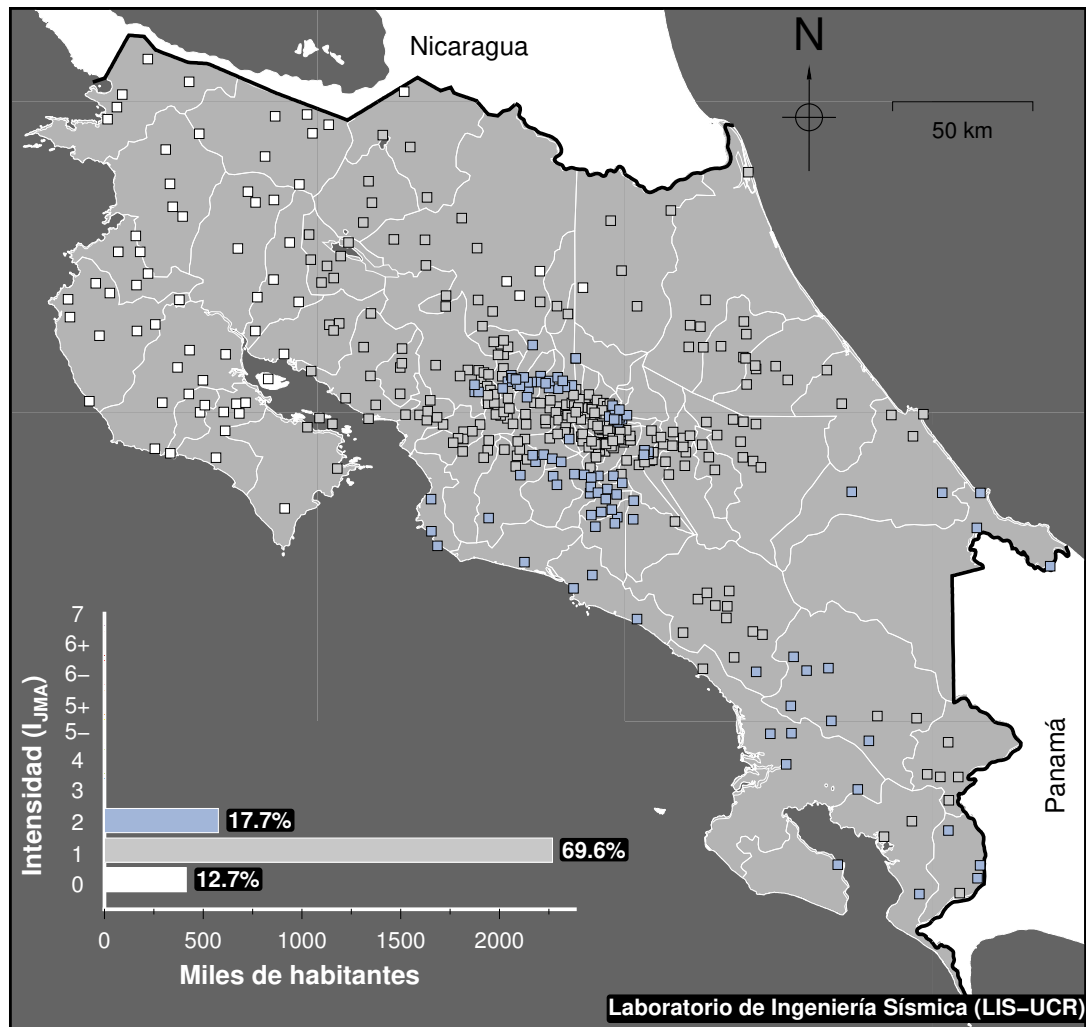 Nicaragua
N
50 km
Panamá
Intensidad (I_JMA)
7
6+
6−
5+
5−
4
3
2
1
0
17.7%
69.6%
12.7%
0 500 1000 1500 2000
Miles de habitantes
Laboratorio de Ingeniería Sísmica (LIS−UCR)